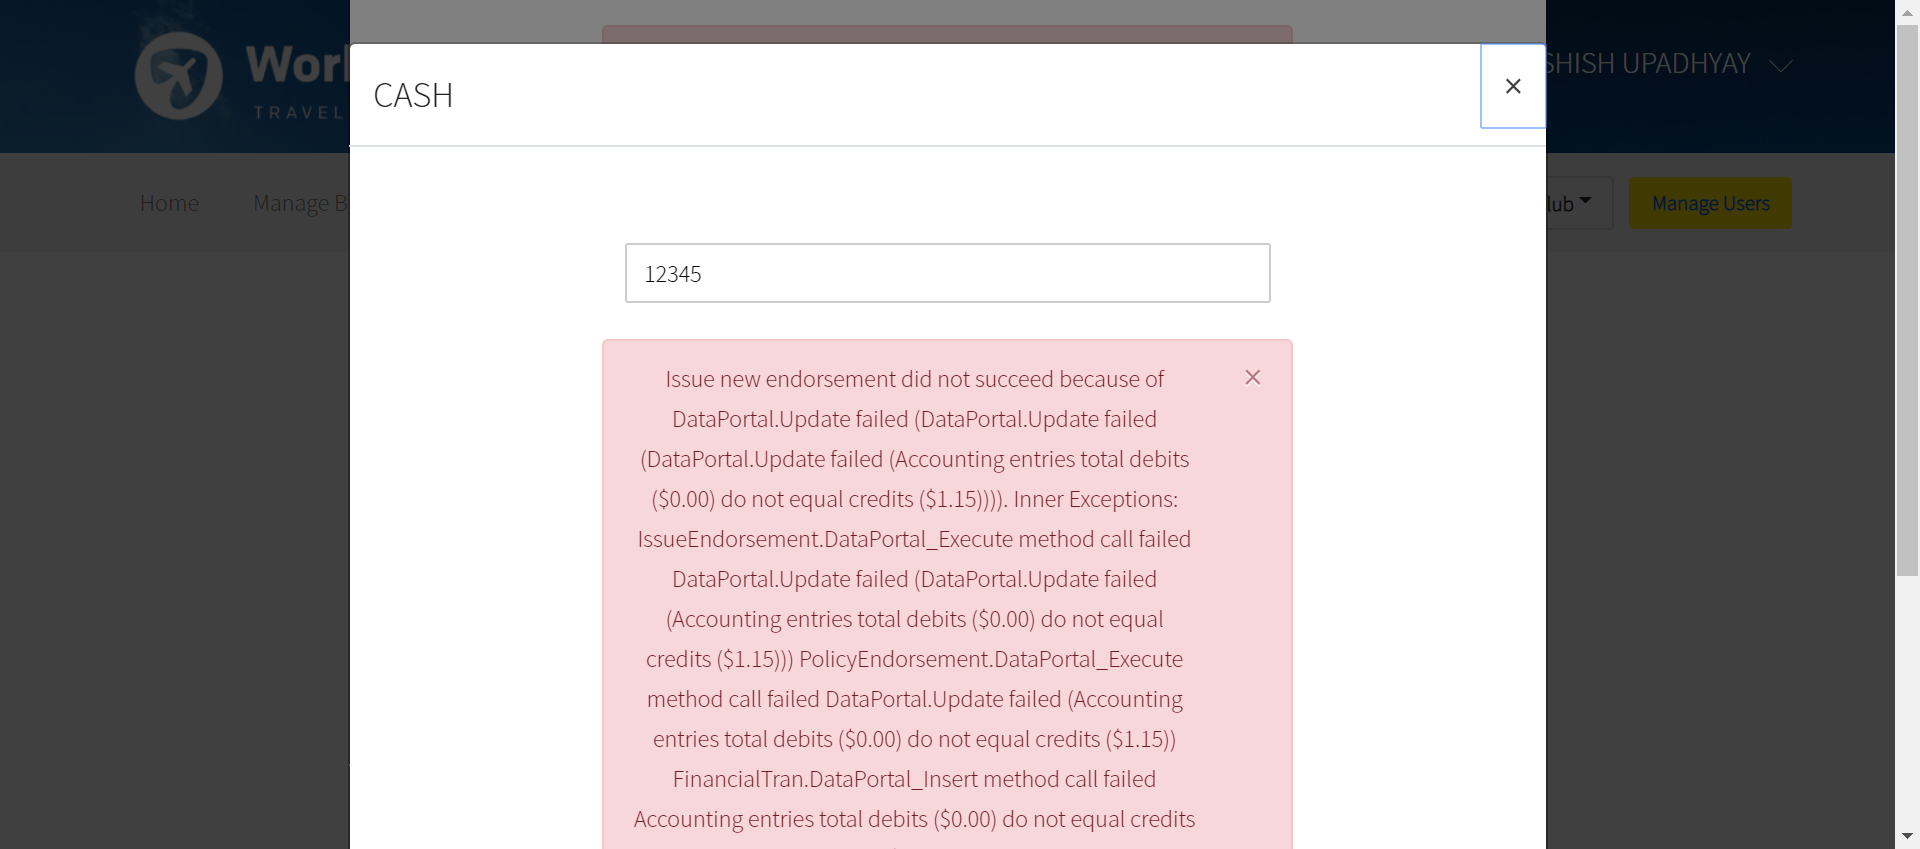 Worl
TRAVEL
SHISH UPADHYAY
CASH
×
Home
Manage B
lub
Manage Users
12345
×
Issue new endorsement did not succeed because of
DataPortal.Update failed (DataPortal.Update failed
(DataPortal.Update failed (Accounting entries total debits
($0.00) do not equal credits ($1.15)))). Inner Exceptions:
IssueEndorsement.DataPortal_Execute method call failed
DataPortal.Update failed (DataPortal.Update failed
(Accounting entries total debits ($0.00) do not equal
credits ($1.15))) PolicyEndorsement.DataPortal_Execute
method call failed DataPortal.Update failed (Accounting
entries total debits ($0.00) do not equal credits ($1.15))
FinancialTran.DataPortal_Insert method call failed
Accounting entries total debits ($0.00) do not equal credits